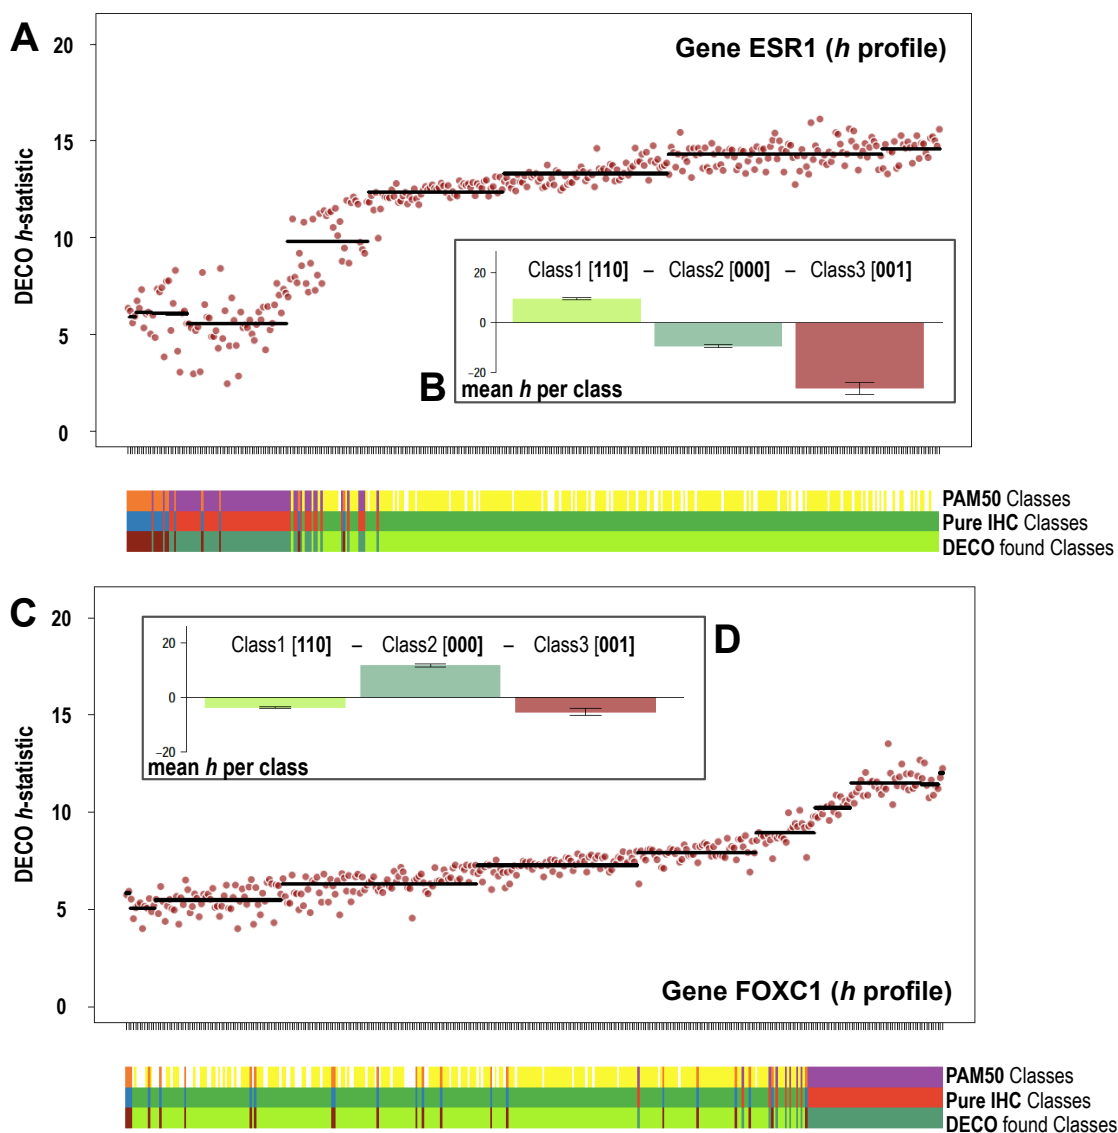 A
Gene ESR1 (h profile)
20
15
10
5
0
DECO h-statistic
Class1 [110] – Class2 [000] – Class3 [001]
20
0
−20
B
mean h per class
PAM50 Classes
Pure IHC Classes
DECO found Classes
C
20
15
10
5
0
DECO h-statistic
Class1 [110] – Class2 [000] – Class3 [001]
D
20
0
−20
mean h per class
Gene FOXC1 (h profile)
PAM50 Classes
Pure IHC Classes
DECO found Classes